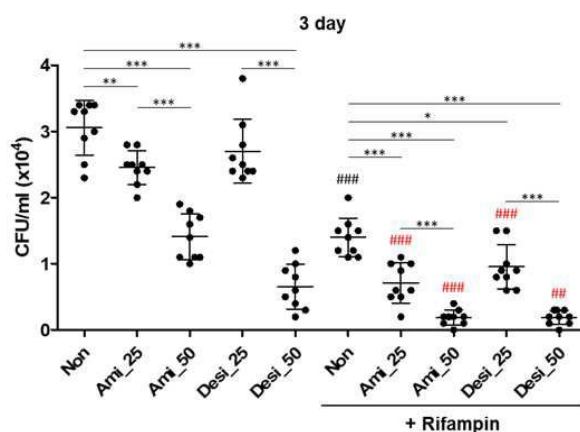 3 day
***
***
***
**
***
***
*
***
***
***
###
***
###
###
***
###
##
CFU/ml (x10⁴)
4
3
2
1
0
Non
Ami_25
Ami_50
Desi_25
Desi_50
Non
Ami_25
Ami_50
Desi_25
Desi_50
+ Rifampin